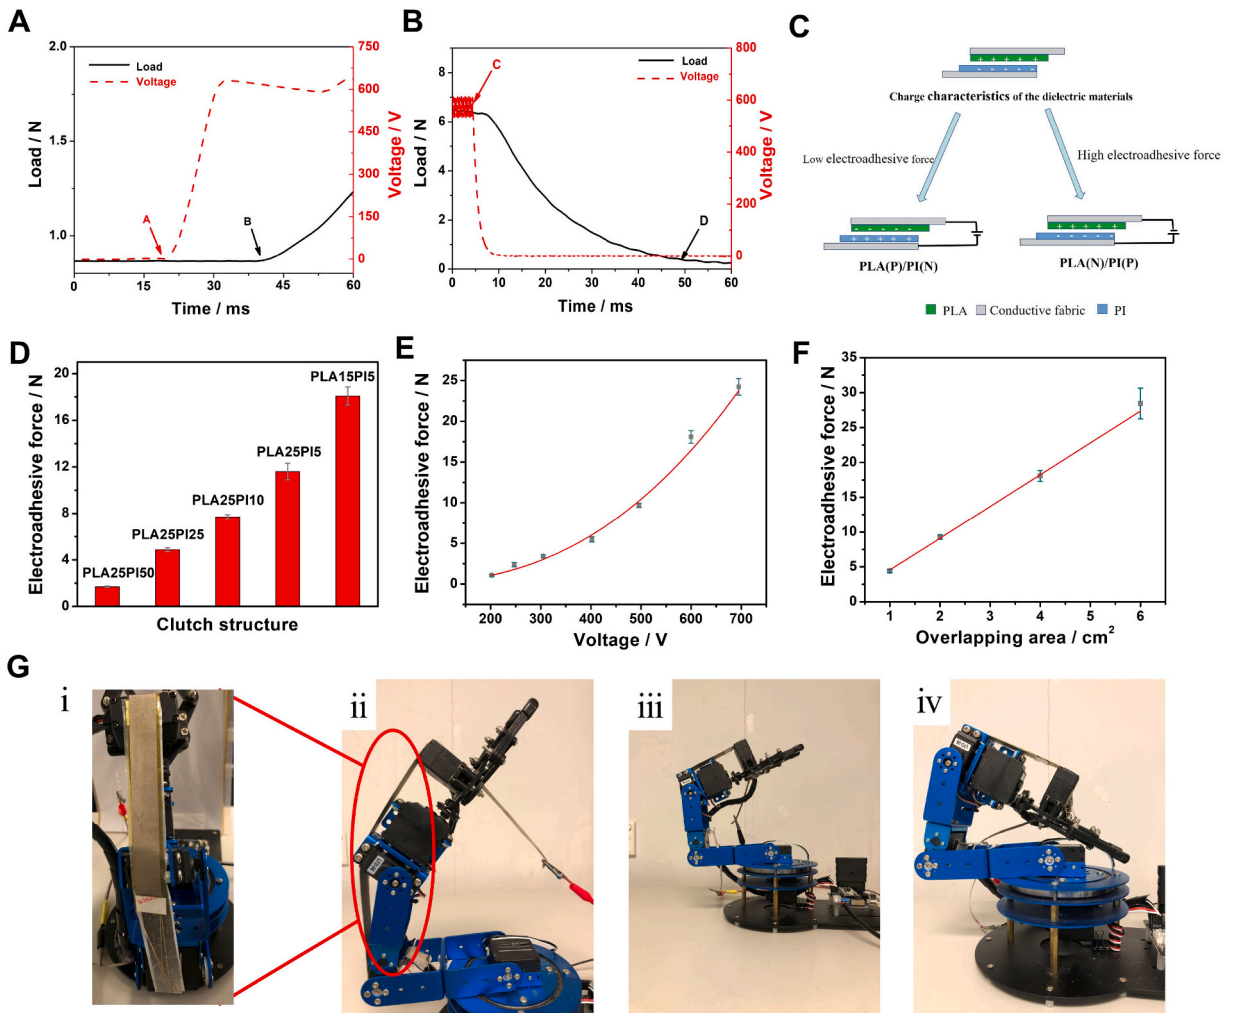 A
2.0
1.5
1.0
Load / N
Load
Voltage
A
B
750
600
450
300
150
0
Voltage / V
0 15 30 45 60
Time / ms
B
8
6
4
2
0
Load / N
C
Load
Voltage
D
800
600
400
200
0
Voltage / V
0 10 20 30 40 50 60
Time / ms
C
Charge characteristics of the dielectric materials
Low electroadhesive force
High electroadhesive force
PLA(P)/PI(N)
PLA(N)/PI(P)
PLA Conductive fabric PI
D
20
16
12
8
4
0
Electroadhesive force / N
PLA25PI50
PLA25PI25
PLA25PI10
PLA25PI5
PLA15PI5
Clutch structure
E
25
20
15
10
5
0
Electroadhesive force / N
200 300 400 500 600 700
Voltage / V
F
35
30
25
20
15
10
5
0
Electroadhesive force / N
1 2 3 4 5 6
Overlapping area / cm²
G
i
ii
iii
iv